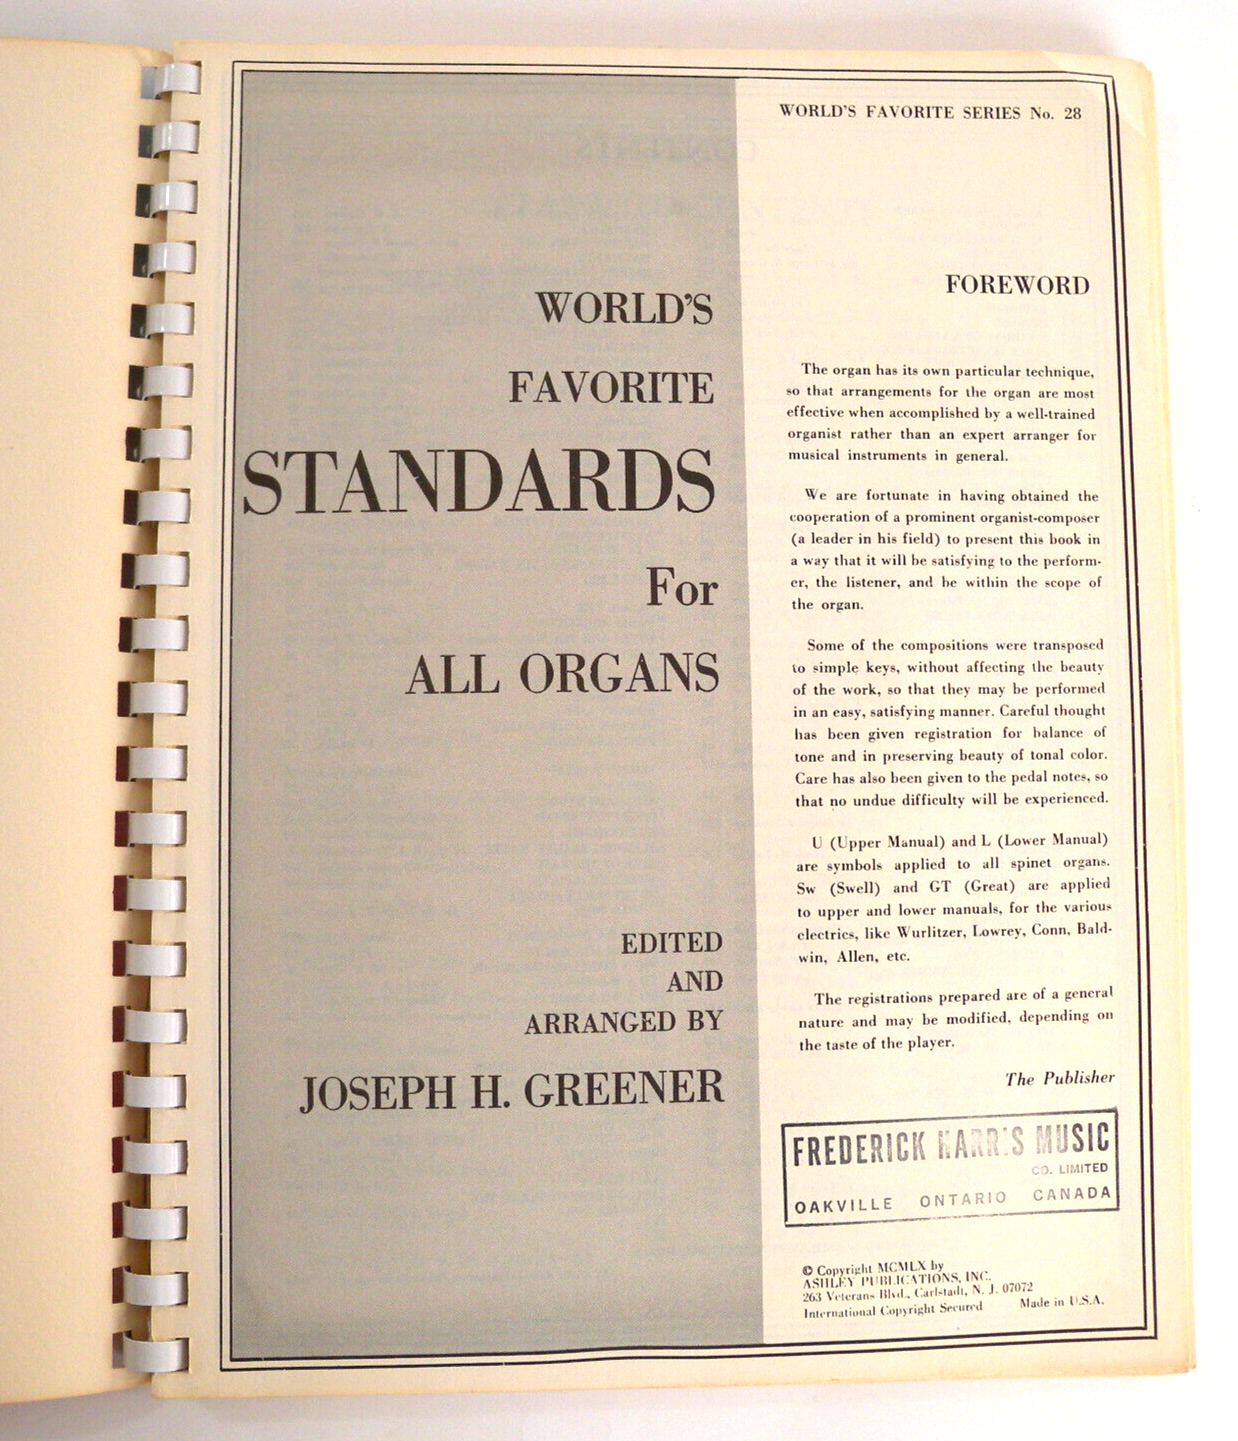 WORLD'S
FAVORITE
STANDARDS
For
ALL ORGANS
EDITED
AND
ARRANGED BY
JOSEPH H. GREENER
WORLD'S FAVORITE SERIES No. 28
FOREWORD
The organ has its own particular technique,
so that arrangements for the organ are most
effective when accomplished by a well-trained
organist rather than an expert arranger for
musical instruments in general.
We are fortunate in having obtained the
cooperation of a prominent organist-composer
(a leader in his field) to present this book in
a way that it will be satisfying to the perform-
er, the listener, and be within the scope of
the organ.
Some of the compositions were transposed
to simple keys, without affecting the beauty
of the work, so that they may be performed
in an easy, satisfying manner. Careful thought
has been given registration for balance of
tone and in preserving beauty of tonal color.
Care has also been given to the pedal notes, so
that no undue difficulty will be experienced.
U (Upper Manual) and L (Lower Manual)
are symbols applied to all spinet organs.
Sw (Swell) and GT (Great) are applied
to upper and lower manuals, for the various
electrics, like Wurlitzer, Lowrey, Conn, Bald-
win, Allen, etc.
The registrations prepared are of a general
nature and may be modified, depending on
the taste of the player.
The Publisher
FREDERICK HARRIS MUSIC
CO. LIMITED
OAKVILLE ONTARIO CANADA
© Copyright MCMLX by
ASHLEY PUBLICATIONS, INC.
263 Veterans Blvd., Carlstadt, N. J. 07072
International Copyright Secured Made in U.S.A.